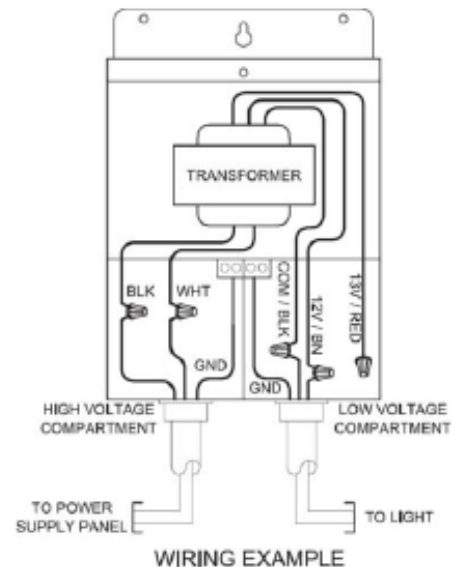 TRANSFORMER
BLK
WHT
COM / BLK
12V / BN
13V / RED
GND
GND
HIGH VOLTAGE
COMPARTMENT
LOW VOLTAGE
COMPARTMENT
TO POWER
SUPPLY PANEL
TO LIGHT
WIRING EXAMPLE